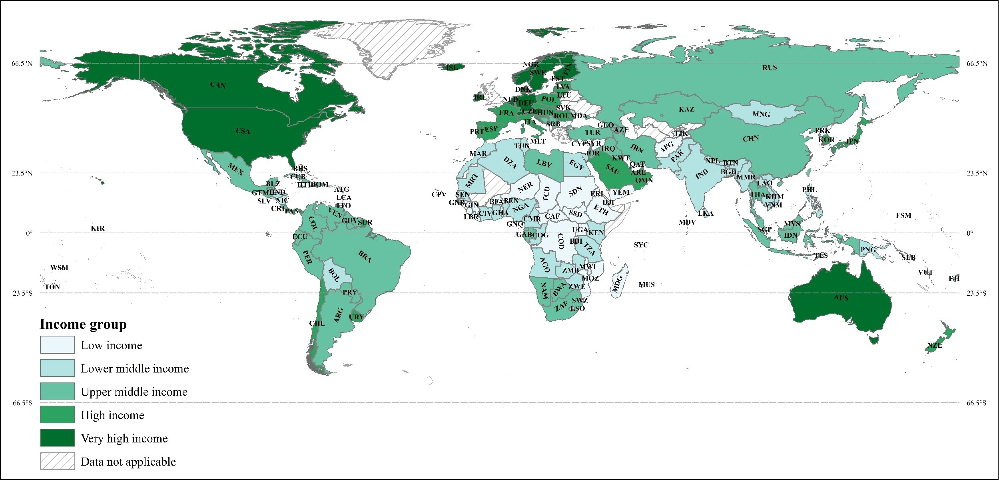 66.5°N
66.5°N
ISL
NOR
FIN
RUS
SWE
EST
CAN
LVA
DNK
LTU
IRL
NLD
POL
DEU
SVK
KAZ
CZE
HUN
FRA
MNG
ROU
MDA
ITA
SRB
GEO
AZE
USA
PRT
ESP
TUR
TJK
PRK
CHN
KOR
JPN
MLT
CYP
SYR
TUN
IRQ
IRN
AFG
MAR
JOR
PAK
KWT
DZA
LBY
EGY
QAT
NPL
BTN
MEX
BHS
SAU
ARE
23.5°N
23.5°N
CUB
BGD
IND
MMR
OMN
MRT
BLZ
HTI
DOM
LAO
NER
TCD
SDN
ATG
PHL
GTM
HND
CPV
SEN
ERI
YEM
THA
KHM
LCA
SLV
NIC
BFA
BEN
GNB
GIN
DJI
VNM
TTO
CRI
PAN
NGA
ETH
VEN
LBR
CIV
GHA
SSD
LKA
CAF
CMR
FSM
COL
GUY
SUR
GNQ
MDV
MYS
KIR
UGA
KEN
SGP
0°
0°
GAB
COG
IDN
ECU
COD
BDI
SYC
TZA
PNG
PER
BRA
TLS
SLB
WSM
AGO
MWI
ZMB
VUT
BOL
MOZ
FJI
TON
MDG
MUS
ZWE
NAM
BWA
23.5°S
23.5°S
PRY
AUS
SWZ
ZAF
LSO
ARG
URY
CHL
NZL
Income group
Low income
Lower middle income
Upper middle income
66.5°S
66.5°S
High income
Very high income
Data not applicable